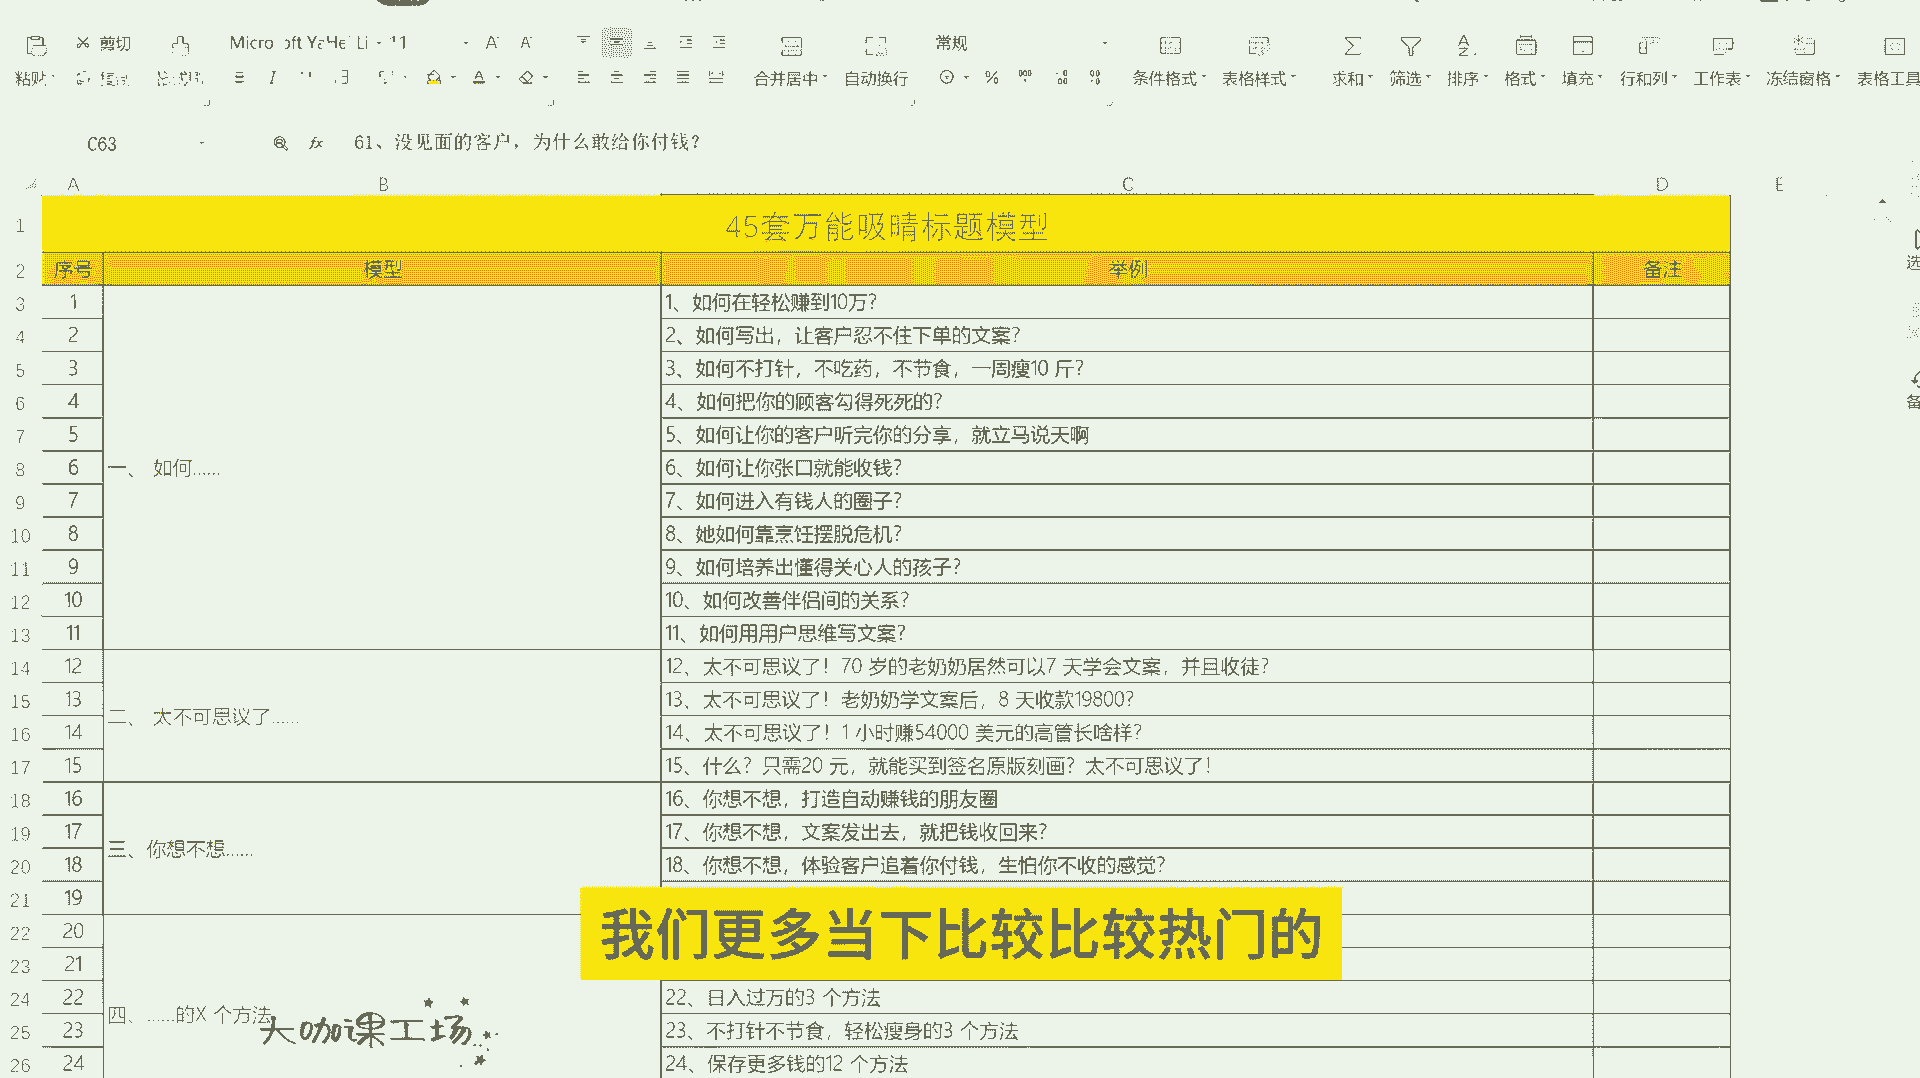 剪切
常规
粘贴
合并居中
自动换行
条件格式
表格样式
求和
筛选
排序
格式
填充
行和列
工作表
冻结窗格
表格工具
C63
fx
61、没见面的客户，为什么敢给你付钱？
A B C D E
1 45套万能吸晴标题模型
2 序号 模型 举例 备注
3 1 1、如何在轻松赚到10万？
4 2 2、如何写出，让客户忍不住下单的文案？
5 3 3、如何不打针，不吃药，不节食，一周瘦10 斤？
6 4 4、如何把你的顾客勾得死死的？
7 5 5、如何让你的客户听完你的分享，就立马说天啊
8 6 一、 如何…… 6、如何让你张口就能收钱？
9 7 7、如何进入有钱人的圈子？
10 8 8、她如何靠烹饪摆脱危机？
11 9 9、如何培养出懂得关心人的孩子？
12 10 10、如何改善伴侣间的关系？
13 11 11、如何用用户思维写文案？
14 12 12、太不可思议了！70 岁的老奶奶居然可以7 天学会文案，并且收徒？
15 13 二、 太不可思议了…… 13、太不可思议了！老奶奶学文案后，8 天收款19800？
16 14 14、太不可思议了！1 小时赚54000 美元的高管长啥样？
17 15 15、什么？只需20 元，就能买到签名原版刻画？太不可思议了！
18 16 16、你想不想，打造自动赚钱的朋友圈
19 17 三、你想不想…… 17、你想不想，文案发出去，就把钱收回来？
20 18 18、你想不想，体验客户追着你付钱，生怕你不收的感觉？
21 19
22 20
23 21
我们更多当下比较比较热门的
24 22 四、……的X 个方法 22、日入过万的3 个方法
25 23 23、不打针不节食，轻松瘦身的3 个方法
26 24 24、保存更多钱的12 个方法
大咖课工场